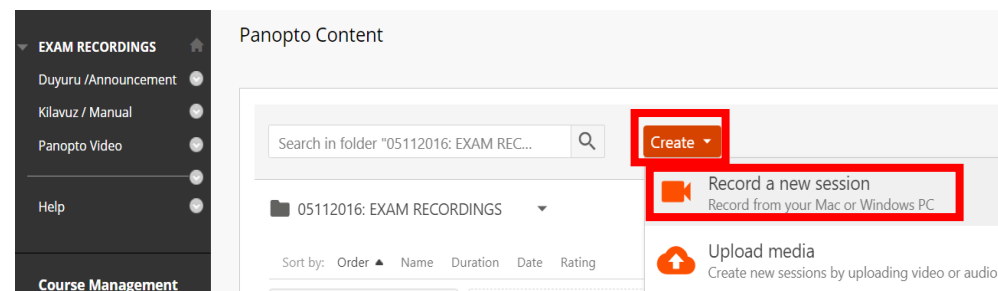 EXAM RECORDINGS
Duyuru /Announcement
Kilavuz / Manual
Panopto Video
Help
Course Management
Panopto Content
Search in folder "05112016: EXAM REC...
Create
Record a new session
Record from your Mac or Windows PC
05112016: EXAM RECORDINGS
Upload media
Create new sessions by uploading video or audio
Sort by: Order Name Duration Date Rating